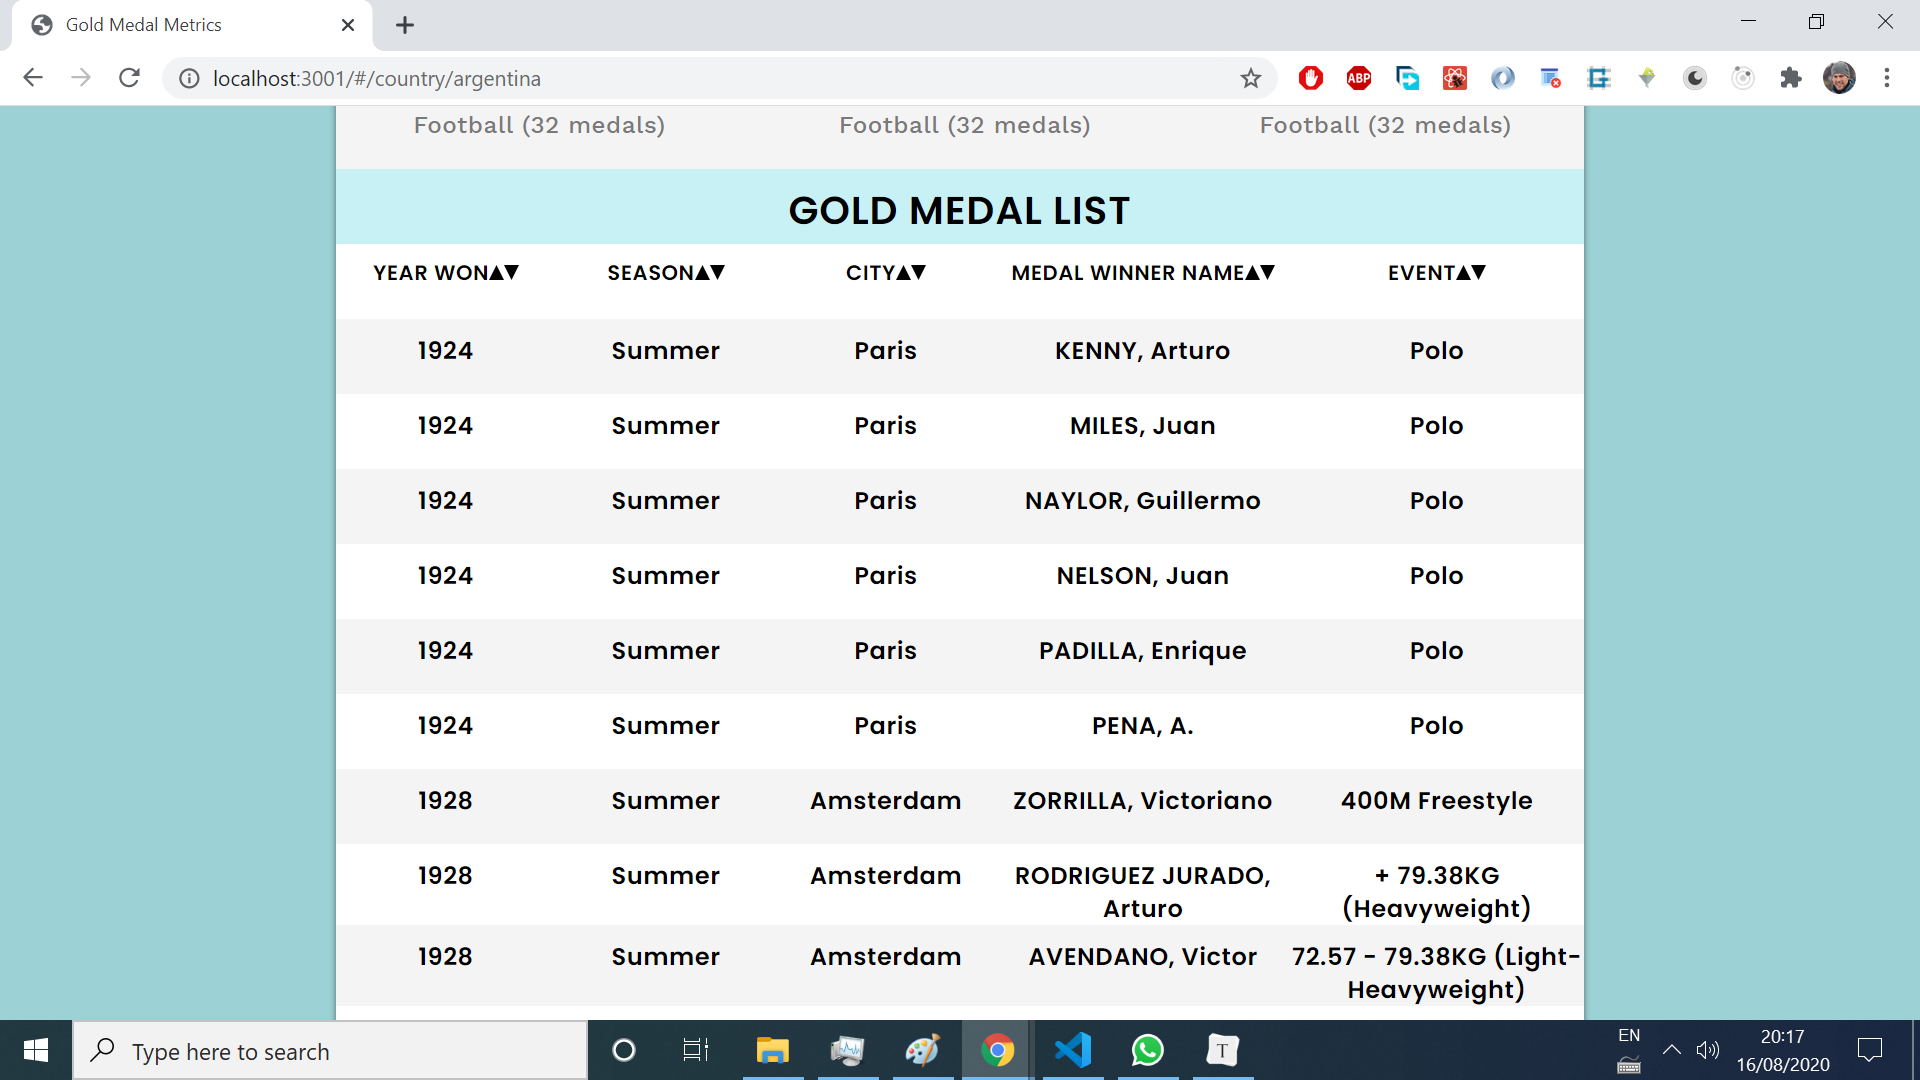 Gold Medal Metrics
localhost:3001/#/country/argentina
ABP
Football (32 medals) Football (32 medals) Football (32 medals)
GOLD MEDAL LIST
YEAR WON▲▼ SEASON▲▼ CITY▲▼ MEDAL WINNER NAME▲▼ EVENT▲▼
1924 Summer Paris KENNY, Arturo Polo
1924 Summer Paris MILES, Juan Polo
1924 Summer Paris NAYLOR, Guillermo Polo
1924 Summer Paris NELSON, Juan Polo
1924 Summer Paris PADILLA, Enrique Polo
1924 Summer Paris PENA, A. Polo
1928 Summer Amsterdam ZORRILLA, Victoriano 400M Freestyle
1928 Summer Amsterdam RODRIGUEZ JURADO, + 79.38KG
Arturo (Heavyweight)
1928 Summer Amsterdam AVENDANO, Victor 72.57 - 79.38KG (Light-
Heavyweight)
Type here to search
T
EN
20:17
16/08/2020